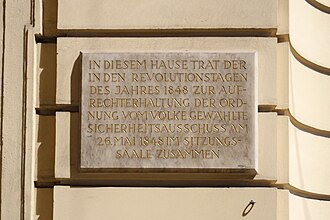 IN DIESEM HAUSE TRAT DER
IN DEN REVOLUTIONSTAGEN
DES JAHRES 1848 ZUR AUF-
RECHTERHALTUNG DER ORD-
NUNG VOM VOLKE GEWÄHLTE
SICHERHEITSAUSSCHUSS AM
26. MAI 1848 IM SITZUNGS-
SAALE ZUSAMMEN